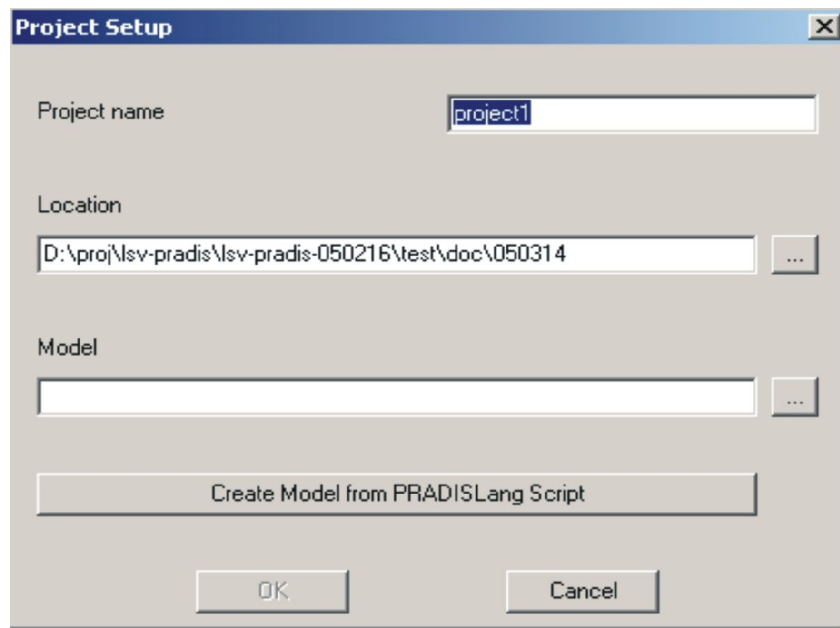 Project Setup
Project name
project1
Location
D:\proj\lsv-pradis\lsv-pradis-050216\test\doc\050314
...
Model
...
Create Model from PRADISLang Script
OK Cancel